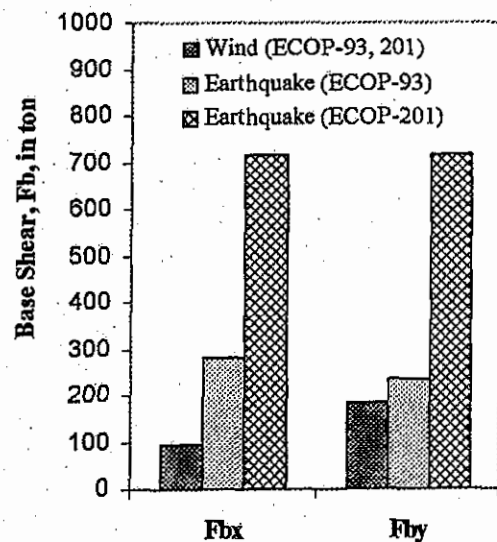 Base Shear, Fb, in ton
1000
900
800
700
600
500
400
300
200
100
0
Wind (ECOP-93, 201)
Earthquake (ECOP-93)
Earthquake (ECOP-201)
Fbx
Fby